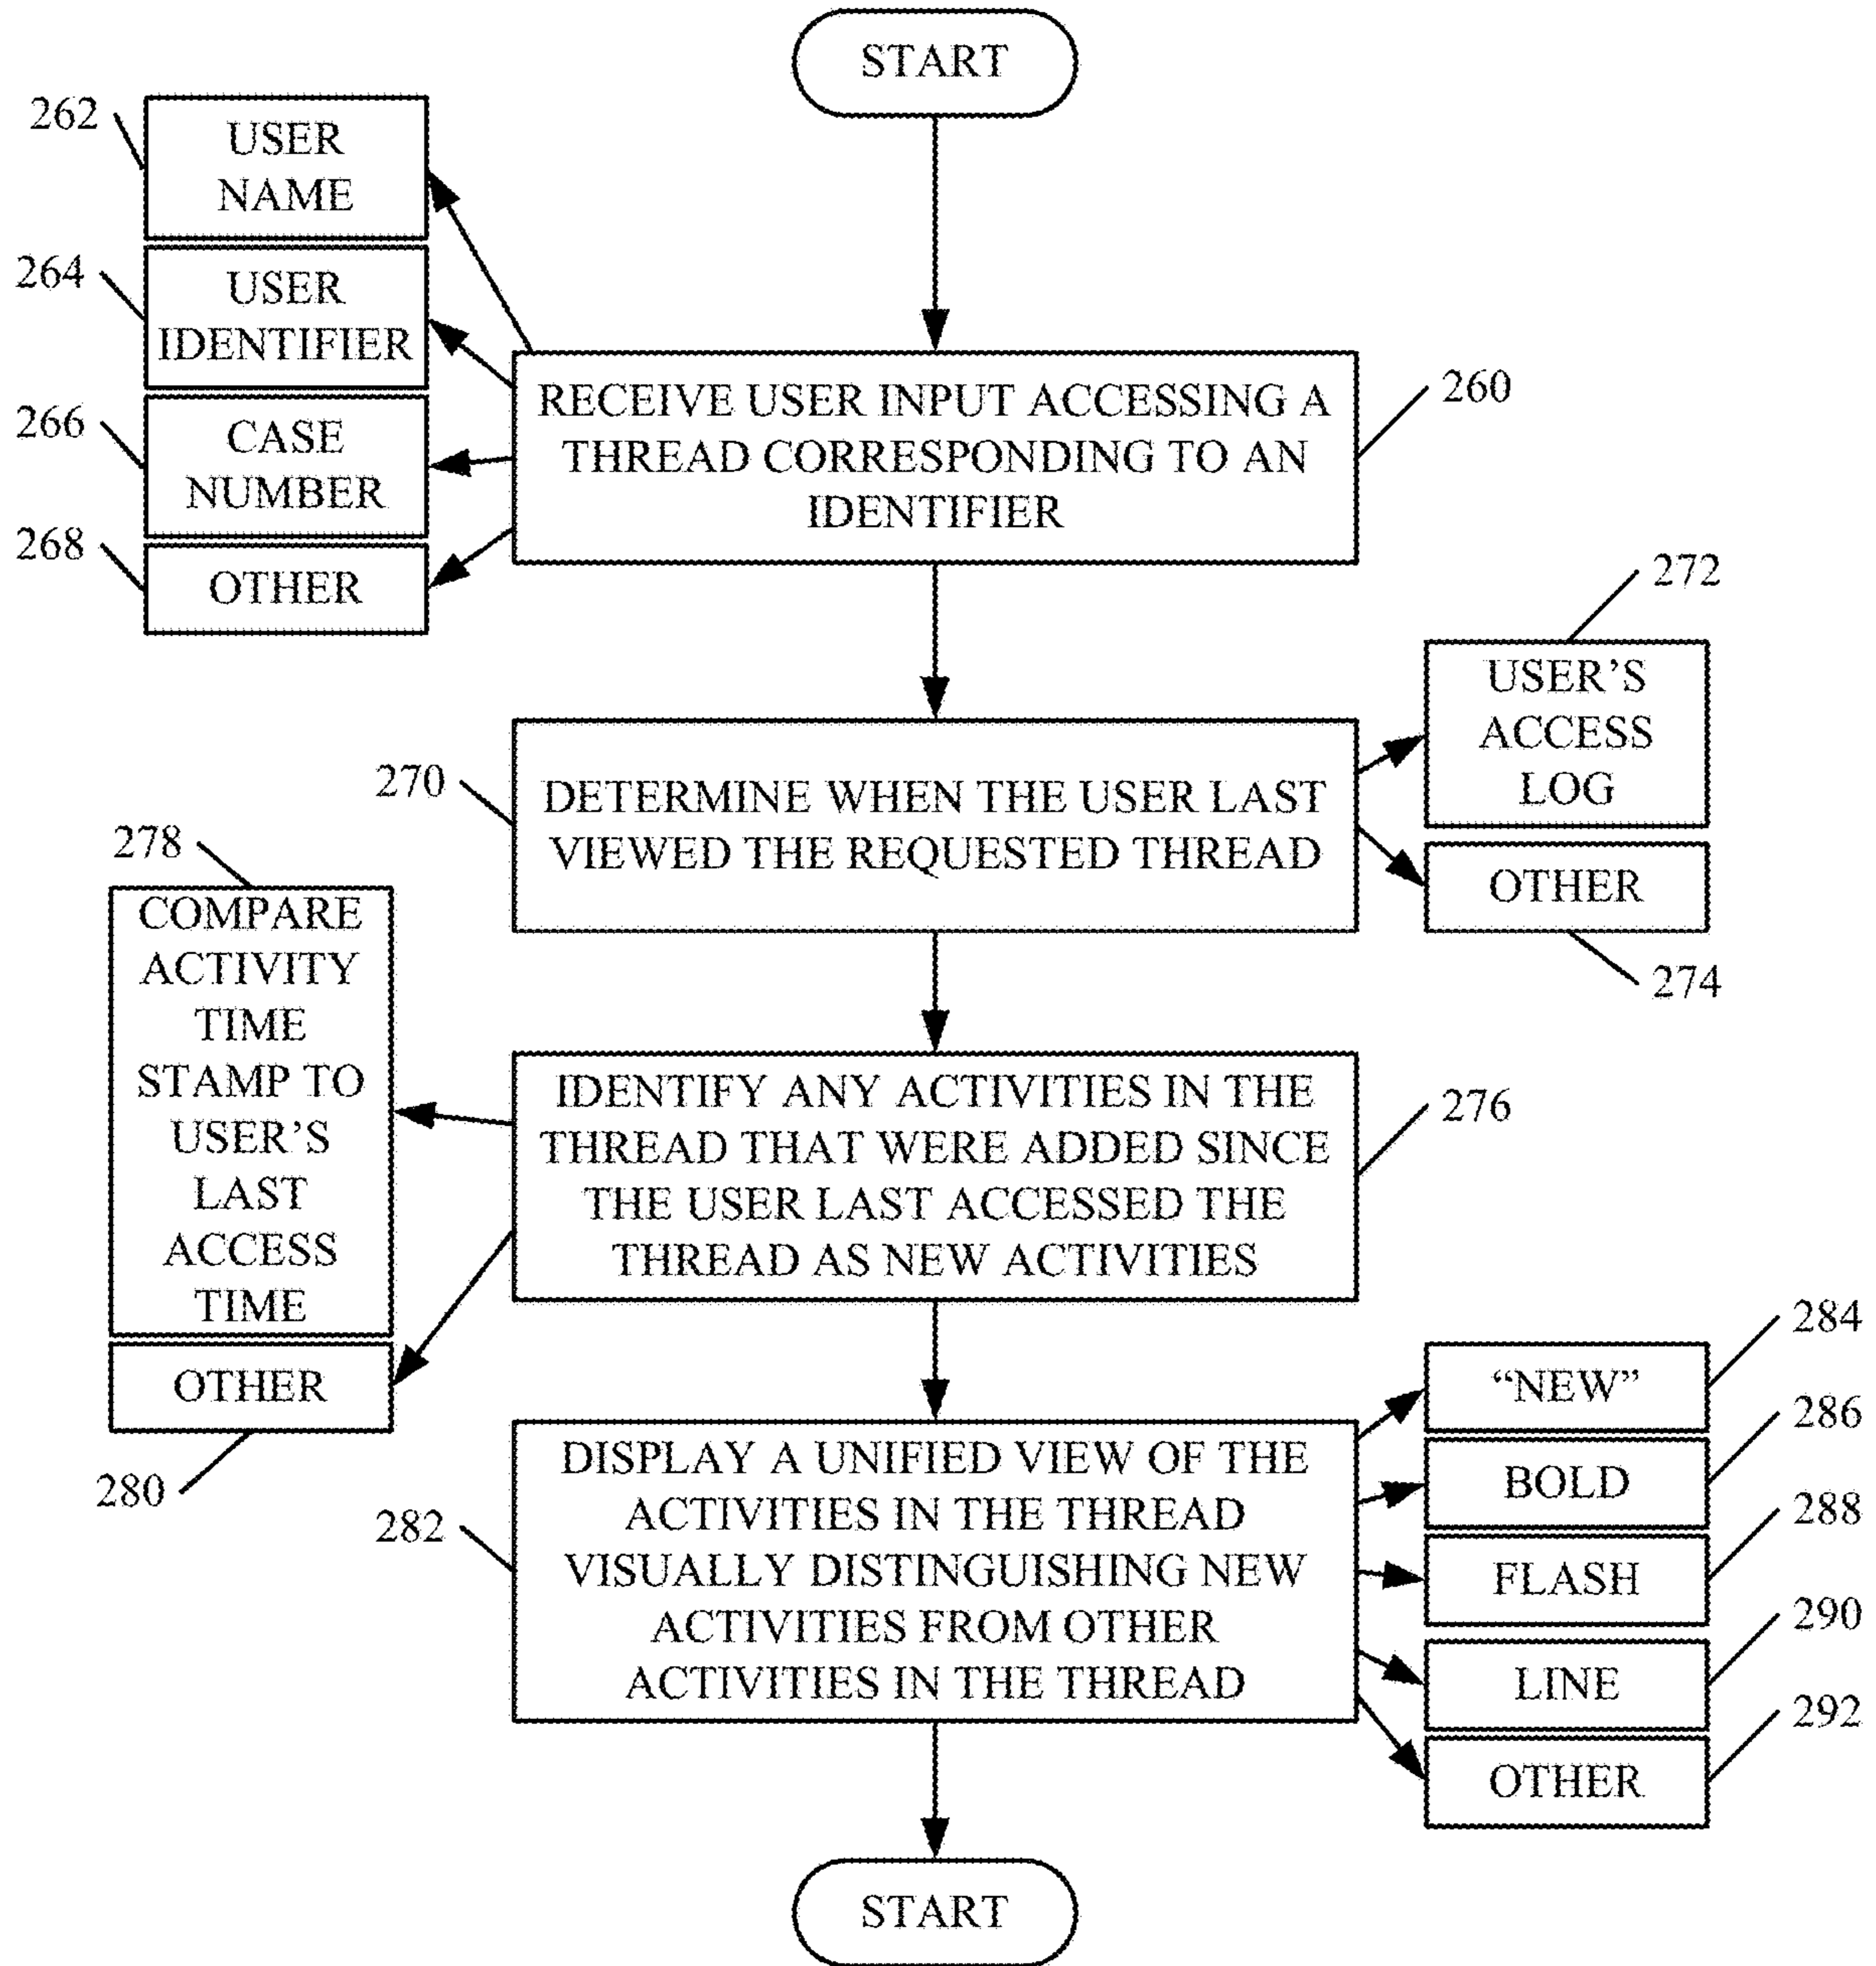 START
262
USER
NAME
264
USER
IDENTIFIER
266
CASE
NUMBER
268
OTHER
RECEIVE USER INPUT ACCESSING A
THREAD CORRESPONDING TO AN
IDENTIFIER
260
272
USER’S
ACCESS
LOG
270
DETERMINE WHEN THE USER LAST
VIEWED THE REQUESTED THREAD
OTHER
274
278
COMPARE
ACTIVITY
TIME
STAMP TO
USER’S
LAST
ACCESS
TIME
OTHER
280
IDENTIFY ANY ACTIVITIES IN THE
THREAD THAT WERE ADDED SINCE
THE USER LAST ACCESSED THE
THREAD AS NEW ACTIVITIES
276
282
DISPLAY A UNIFIED VIEW OF THE
ACTIVITIES IN THE THREAD
VISUALLY DISTINGUISHING NEW
ACTIVITIES FROM OTHER
ACTIVITIES IN THE THREAD
“NEW”
284
BOLD
286
FLASH
288
LINE
290
OTHER
292
START